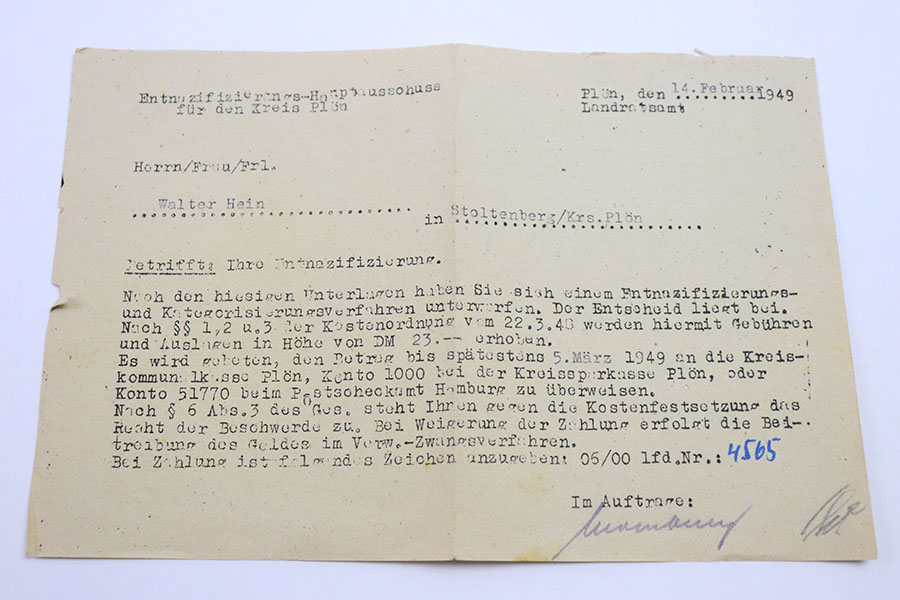 Entnazifizierungs-Hauptausschuss
für den Kreis Plön
Plön, den 14.Februar 1949
Landratsamt
Herrn/Frau/Frl.
Walter Hein
in Stoltenberg/Krs.Plön
Betrifft: Ihre Entnazifizierung.
Nach den hiesigen Unterlagen haben Sie sich einem Entnazifizierungs-
und Kategorisierungsverfahren unterworfen. Der Entscheid liegt bei.
Nach §§ 1,2 u.3 der Kostenordnung vom 22.3.48 werden hiermit Gebühren
und Auslagen in Höhe von DM 23.-- erhoben.
Es wird gebeten, den Betrag bis spätestens 5.März 1949 an die Kreis-
kommunalkasse Plön, Konto 1000 bei der Kreissparkasse Plön, oder
Konto 51770 beim Postscheckamt Hamburg zu überweisen.
Nach § 6 Abs.3 des Ges. steht Ihnen gegen die Kostenfestsetzung das
Recht der Beschwerde zu. Bei Weigerung der Zahlung erfolgt die Bei-
treibung des Geldes im Verw.-Zwangsverfahren.
Bei Zahlung ist folgendes Zeichen anzugeben: 06/00 lfd.Nr.: 4565
Im Auftrage: